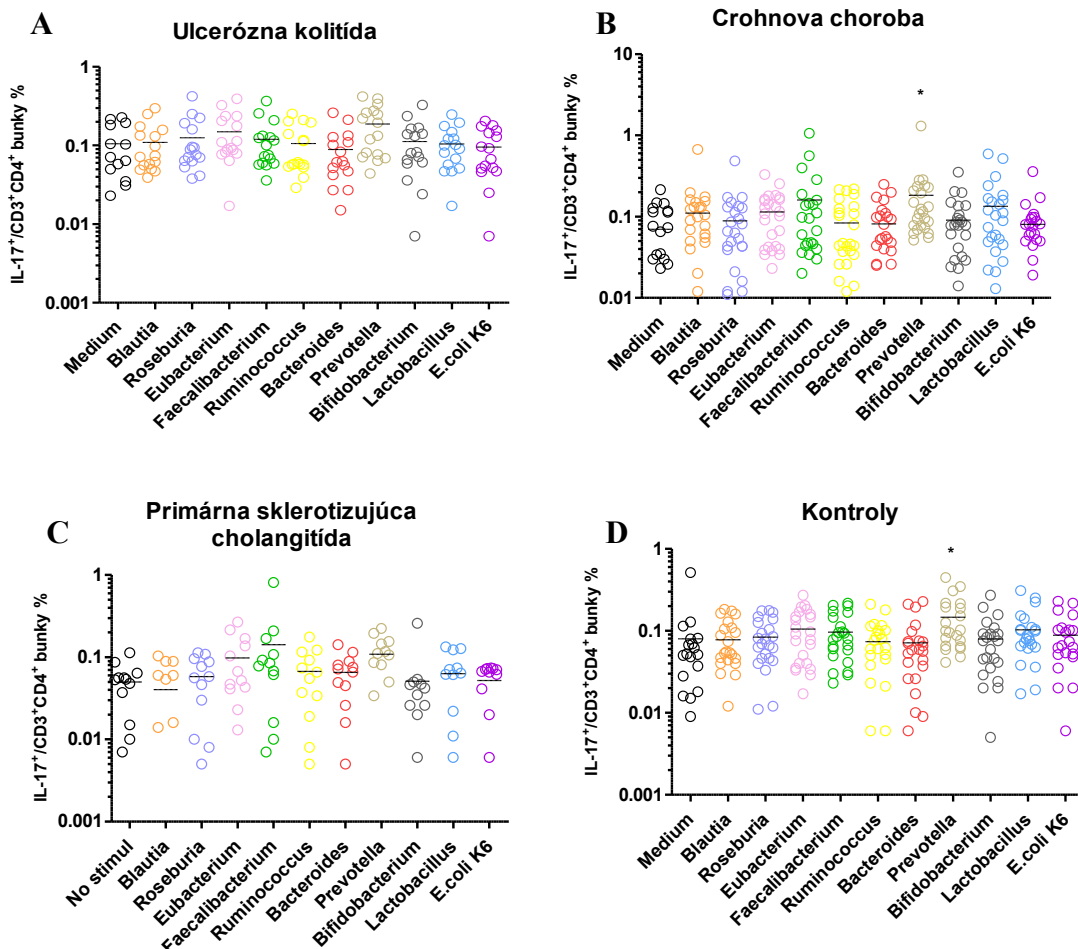 A
Ulcerózna kolitída
IL-17+/CD3+CD4+ bunky %
1
0.1
0.01
0.001
Medium
Blautia
Roseburia
Eubacterium
Faecalibacterium
Ruminococcus
Bacteroides
Prevotella
Bifidobacterium
Lactobacillus
E.coli K6
B
Crohnova choroba
IL-17+/CD3+CD4+ bunky %
10
1
0.1
0.01
*
Medium
Blautia
Roseburia
Eubacterium
Faecalibacterium
Ruminococcus
Bacteroides
Prevotella
Bifidobacterium
Lactobacillus
E.coli K6
C
Primárna sklerotizujúca
cholangitída
IL-17+/CD3+CD4+ bunky %
1
0.1
0.01
0.001
No stimul
Blautia
Roseburia
Eubacterium
Faecalibacterium
Ruminococcus
Bacteroides
Prevotella
Bifidobacterium
Lactobacillus
E.coli K6
D
Kontroly
IL-17+/CD3+CD4+ bunky %
1
0.1
0.01
0.001
*
Medium
Blautia
Roseburia
Eubacterium
Faecalibacterium
Ruminococcus
Bacteroides
Prevotella
Bifidobacterium
Lactobacillus
E.coli K6